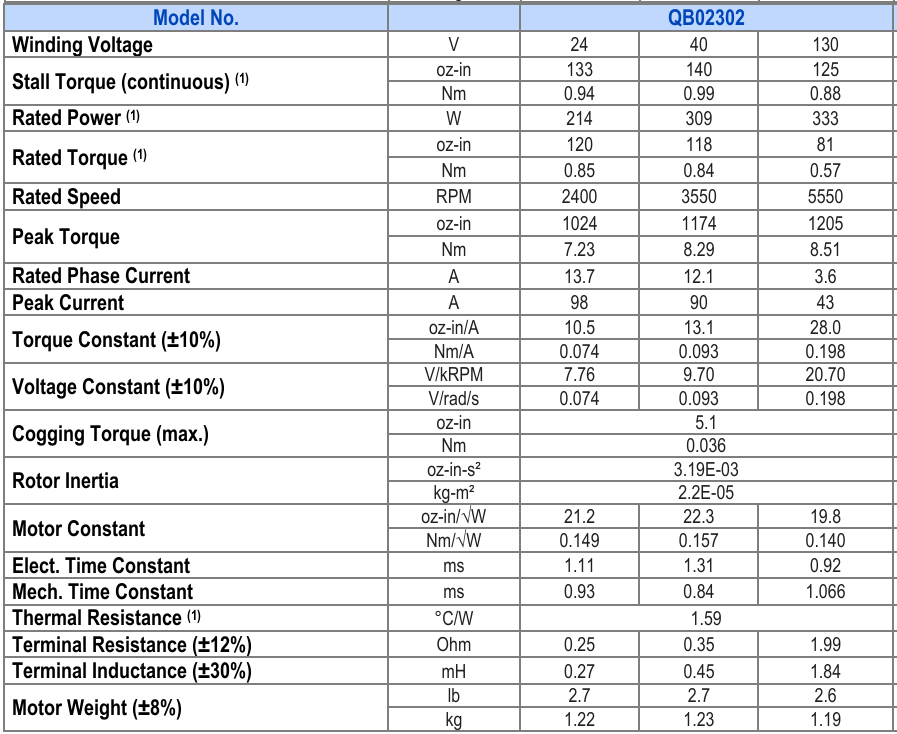 Model No. QB02302
Winding Voltage V 24 40 130
Stall Torque (continuous) (1) oz-in 133 140 125
Nm 0.94 0.99 0.88
Rated Power (1) W 214 309 333
Rated Torque (1) oz-in 120 118 81
Nm 0.85 0.84 0.57
Rated Speed RPM 2400 3550 5550
Peak Torque oz-in 1024 1174 1205
Nm 7.23 8.29 8.51
Rated Phase Current A 13.7 12.1 3.6
Peak Current A 98 90 43
Torque Constant (±10%) oz-in/A 10.5 13.1 28.0
Nm/A 0.074 0.093 0.198
Voltage Constant (±10%) V/kRPM 7.76 9.70 20.70
V/rad/s 0.074 0.093 0.198
Cogging Torque (max.) oz-in 5.1
Nm 0.036
Rotor Inertia oz-in-s² 3.19E-03
kg-m² 2.2E-05
Motor Constant oz-in/√W 21.2 22.3 19.8
Nm/√W 0.149 0.157 0.140
Elect. Time Constant ms 1.11 1.31 0.92
Mech. Time Constant ms 0.93 0.84 1.066
Thermal Resistance (1) °C/W 1.59
Terminal Resistance (±12%) Ohm 0.25 0.35 1.99
Terminal Inductance (±30%) mH 0.27 0.45 1.84
Motor Weight (±8%) lb 2.7 2.7 2.6
kg 1.22 1.23 1.19